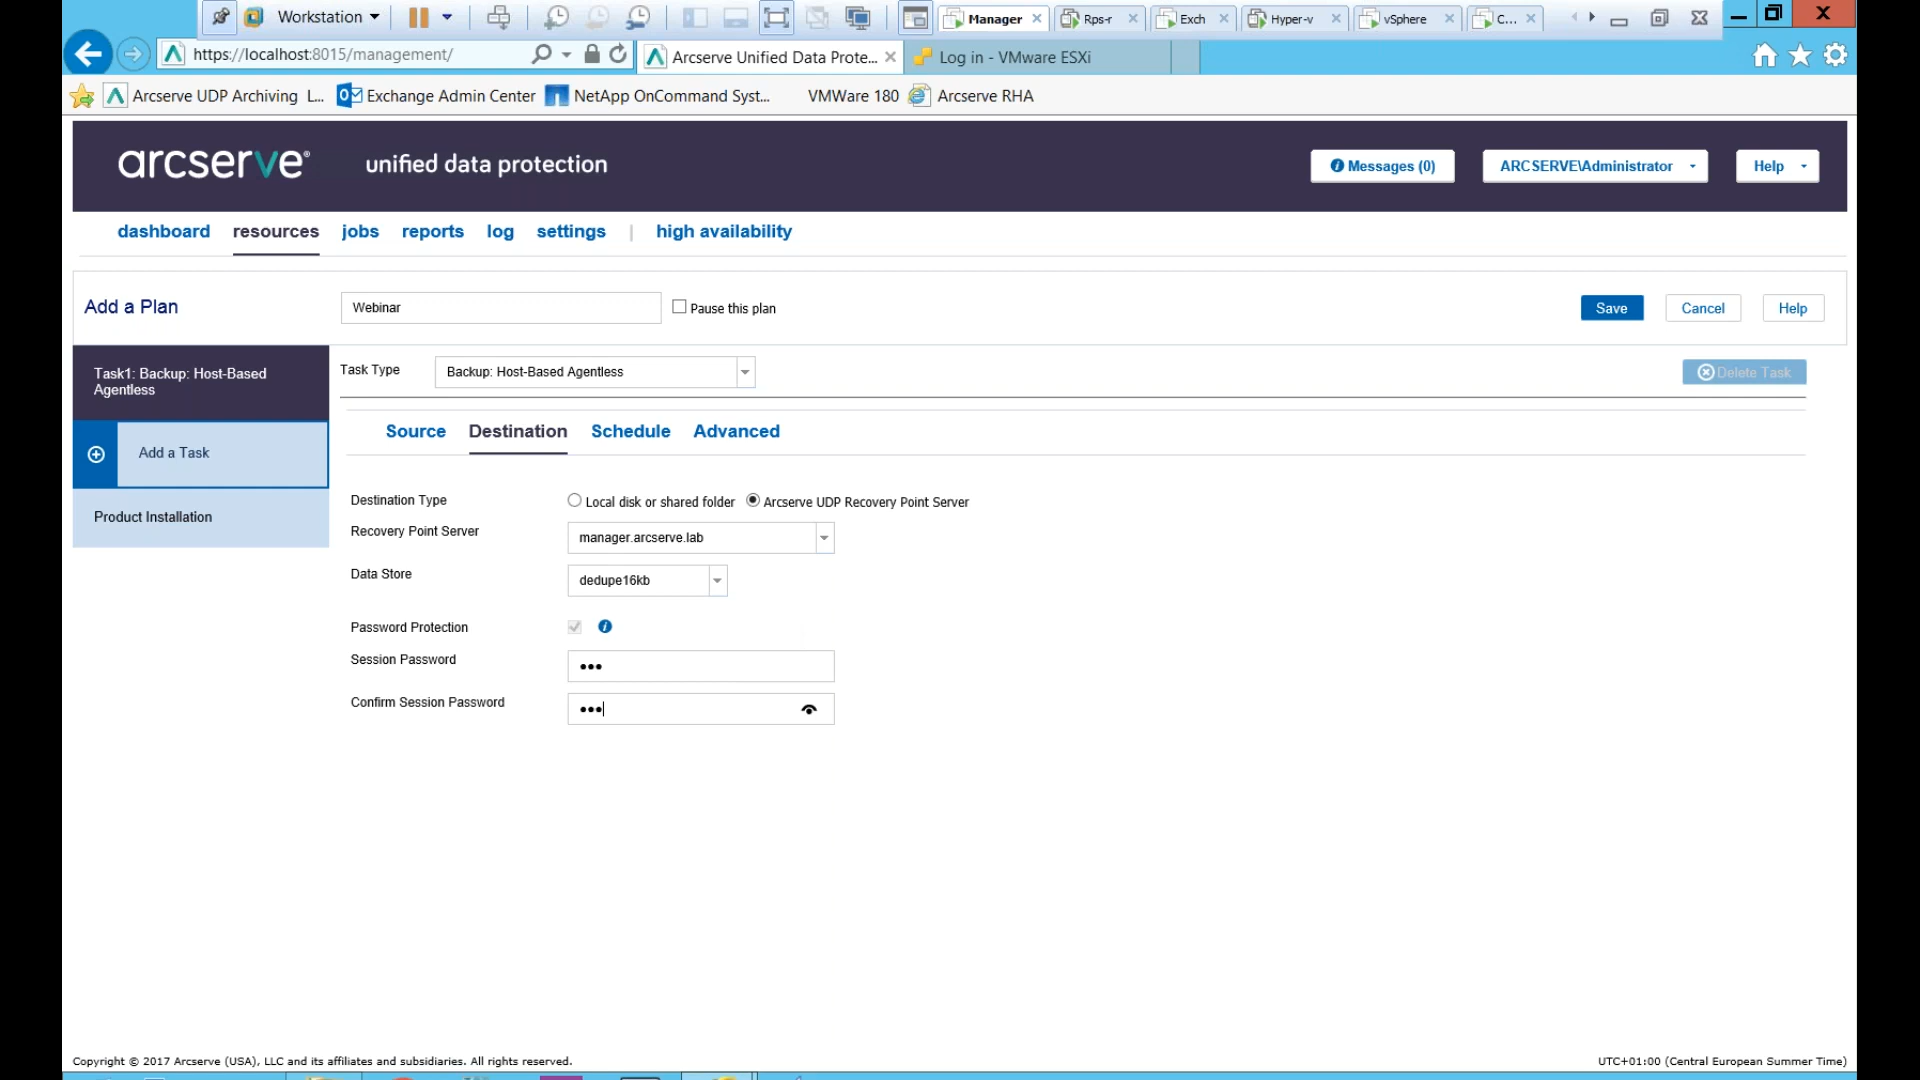 Workstation
Manager
Rps-r
Exch
Hyper-v
vSphere
C...
https://localhost:8015/management/
Arcserve Unified Data Prote...
Log in - VMware ESXi
Arcserve UDP Archiving L...
Exchange Admin Center
NetApp OnCommand Syst...
VMWare 180
Arcserve RHA
arcserve®
unified data protection
Messages (0)
ARCSERVE\Administrator
Help
dashboard
resources
jobs
reports
log
settings
|
high availability
Add a Plan
Webinar
Pause this plan
Save
Cancel
Help
Task1: Backup: Host-Based
Agentless
Add a Task
Product Installation
Task Type
Backup: Host-Based Agentless
Delete Task
Source
Destination
Schedule
Advanced
Destination Type
Local disk or shared folder
Arcserve UDP Recovery Point Server
Recovery Point Server
manager.arcserve.lab
Data Store
dedupe16kb
Password Protection
Session Password
•••
Confirm Session Password
•••
Copyright © 2017 Arcserve (USA), LLC and its affiliates and subsidiaries. All rights reserved.
UTC+01:00 (Central European Summer Time)